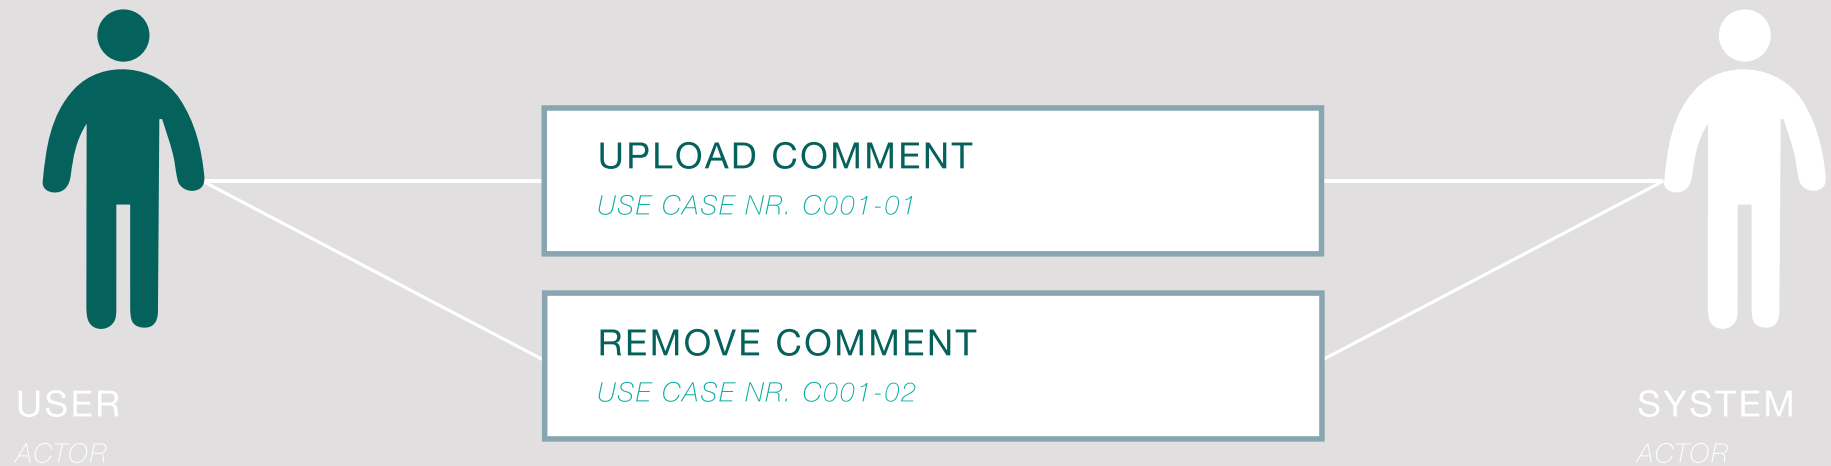 UPLOAD COMMENT
USE CASE NR. C001-01
REMOVE COMMENT
USE CASE NR. C001-02
USER
ACTOR
SYSTEM
ACTOR